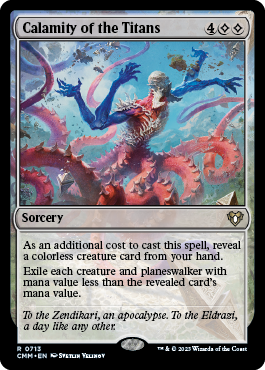 Calamity of the Titans 4
Sorcery
As an additional cost to cast this spell, reveal
a colorless creature card from your hand.
Exile each creature and planeswalker with
mana value less than the revealed card's
mana value.
To the Zendikari, an apocalypse. To the Eldrazi,
a day like any other.
R 0713
CMM • EN Svetlin Velinov
™ & © 2023 Wizards of the Coast